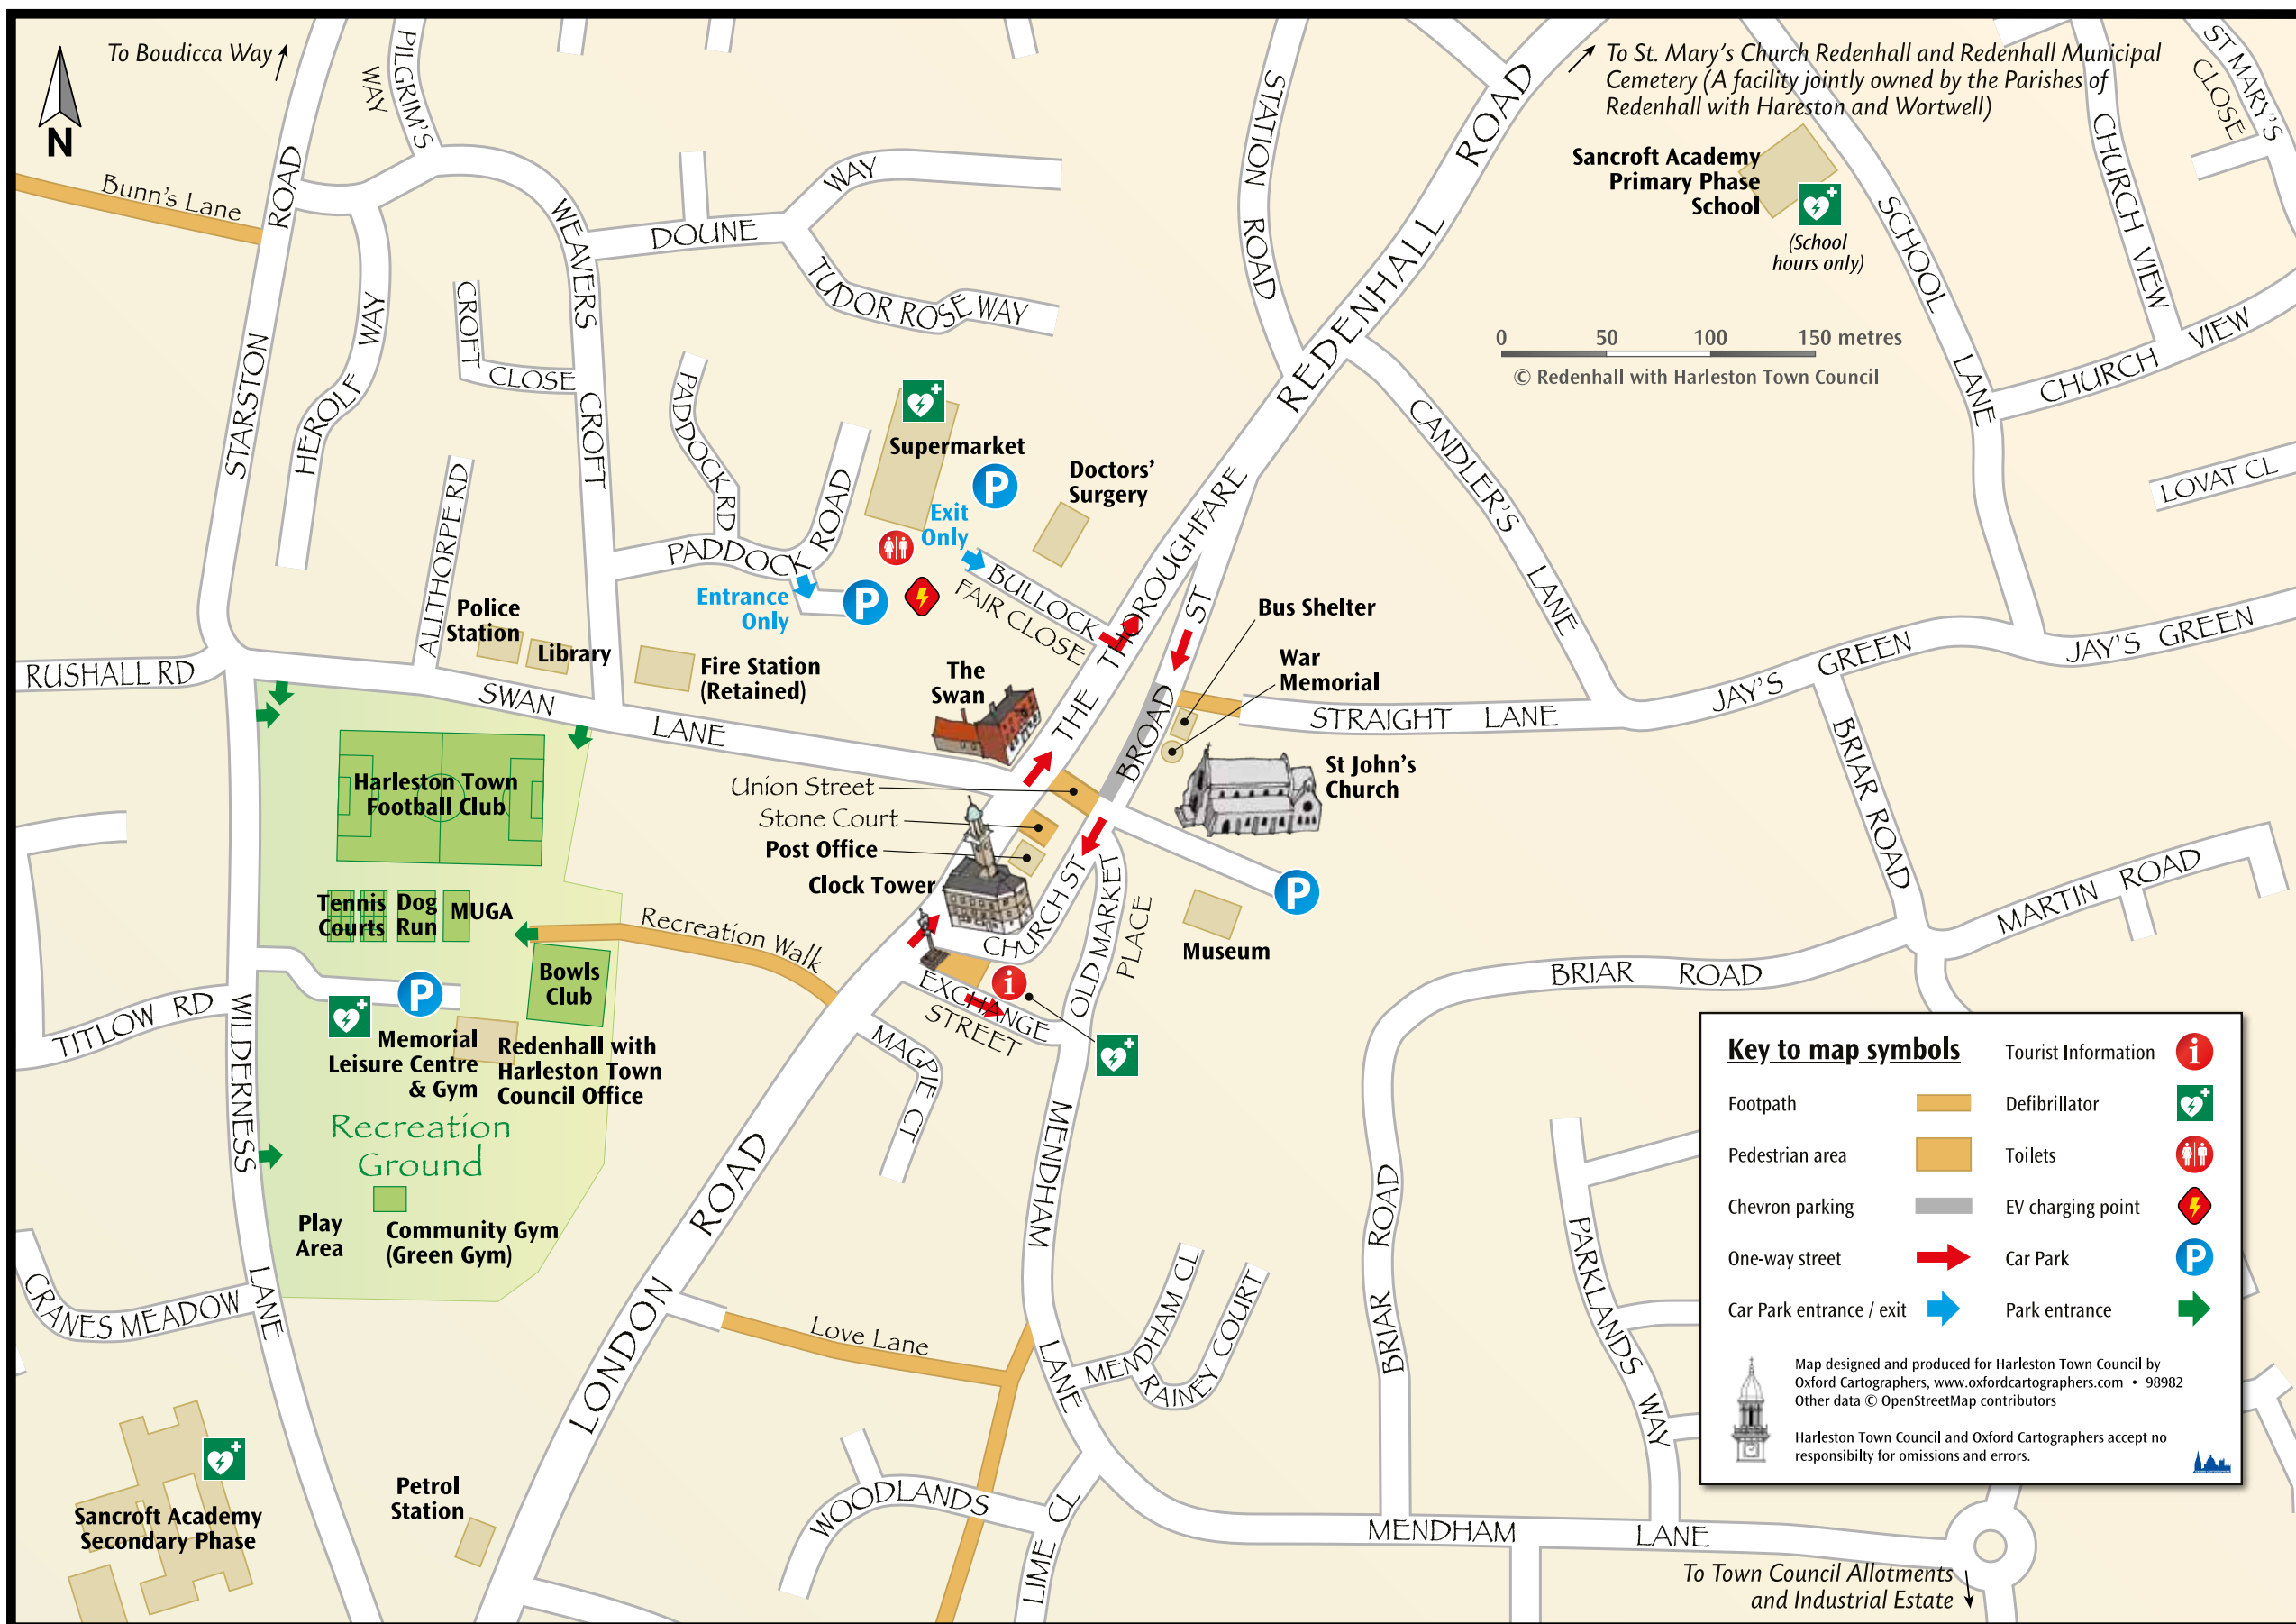 To Boudicca Way
N
PILGRIM'S
WAY
Bunn's Lane
STARSTON
ROAD
HEROLF
WAY
WEAVERS
CROFT
CROFT
CLOSE
DOUNE
WAY
TUDOR ROSE WAY
PADDOCK RD
PADDOCK
ROAD
ALLTHORPE RD
STATION
ROAD
REDENHALL
ROAD
To St. Mary's Church Redenhall and Redenhall Municipal
Cemetery (A facility jointly owned by the Parishes of
Redenhall with Hareston and Wortwell)
Sancroft Academy
Primary Phase
School
(School
hours only)
ST MARY'S
CLOSE
CHURCH VIEW
CHURCH VIEW
SCHOOL
LANE
LOVAT CL
0 50 100 150 metres
© Redenhall with Harleston Town Council
CANDLER'S
LANE
Supermarket
P
Doctors'
Surgery
Exit
Only
Entrance
Only
P
BULLOCK
FAIR CLOSE
THE THOROUGHFARE
BROAD
ST
Police
Station
Library
Fire Station
(Retained)
The
Swan
Bus Shelter
War
Memorial
RUSHALL RD
SWAN
LANE
STRAIGHT LANE
JAY'S GREEN
JAY'S GREEN
BRIAR ROAD
MARTIN ROAD
St John's
Church
Harleston Town
Football Club
Union Street
Stone Court
Post Office
Clock Tower
Tennis
Courts
Dog
Run
MUGA
Recreation Walk
Bowls
Club
CHURCH ST
OLD MARKET
PLACE
P
Museum
i
EXCHANGE
STREET
MAGPIE CT
TITLOW RD
WILDERNESS
LANE
P
Memorial
Leisure Centre
& Gym
Redenhall with
Harleston Town
Council Office
Recreation
Ground
Play
Area
Community Gym
(Green Gym)
CRANES MEADOW
LONDON
ROAD
Love Lane
MENDHAM
LANE
MENDHAM CL
RAINEY COURT
BRIAR ROAD
BRIAR ROAD
PARKLANDS WAY
Sancroft Academy
Secondary Phase
Petrol
Station
WOODLANDS
LIME CL
MENDHAM LANE
To Town Council Allotments
and Industrial Estate
Key to map symbols
Tourist Information
i
Footpath
Defibrillator
Pedestrian area
Toilets
Chevron parking
EV charging point
One-way street
Car Park
P
Car Park entrance / exit
Park entrance
Map designed and produced for Harleston Town Council by
Oxford Cartographers, www.oxfordcartographers.com • 98982
Other data © OpenStreetMap contributors
Harleston Town Council and Oxford Cartographers accept no
responsibilty for omissions and errors.